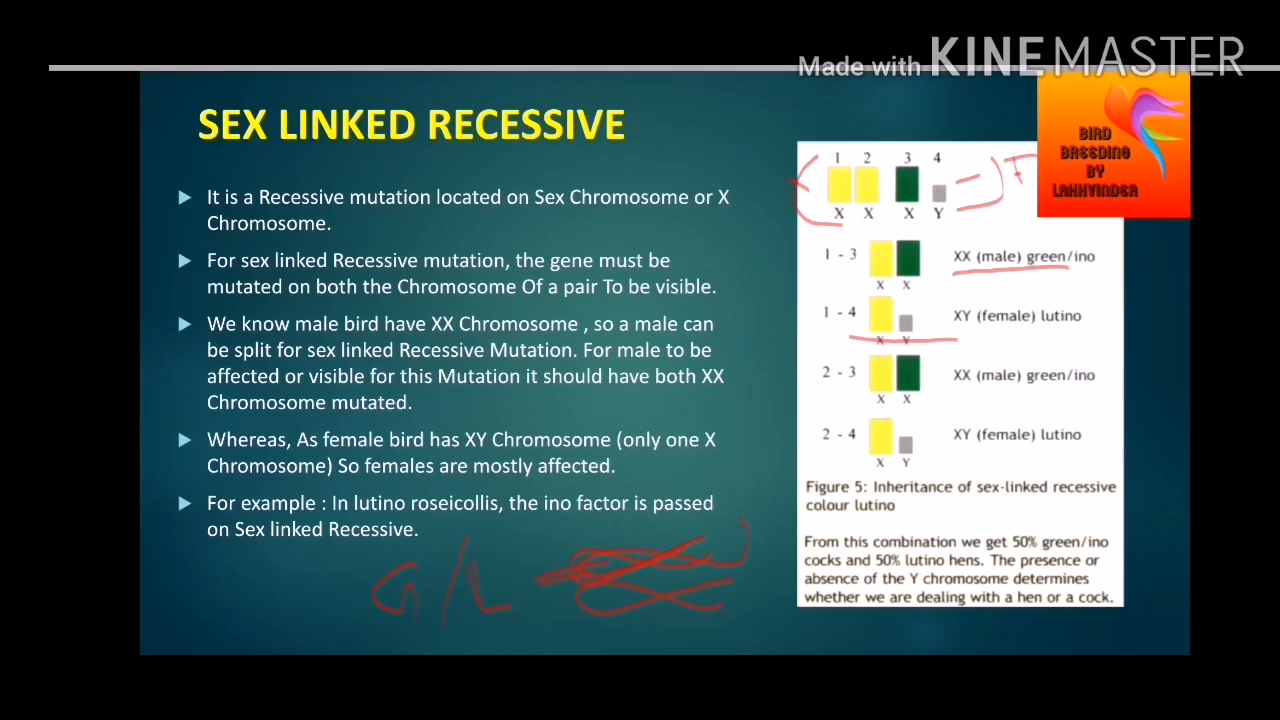 Made with KINEMASTER
BIRD
BREEDING
BY
LAKHVINDER
SEX LINKED RECESSIVE
It is a Recessive mutation located on Sex Chromosome or X
Chromosome.
For sex linked Recessive mutation, the gene must be
mutated on both the Chromosome Of a pair To be visible.
We know male bird have XX Chromosome , so a male can
be split for sex linked Recessive Mutation. For male to be
affected or visible for this Mutation it should have both XX
Chromosome mutated.
Whereas, As female bird has XY Chromosome (only one X
Chromosome) So females are mostly affected.
For example : In lutino roseicollis, the ino factor is passed
on Sex linked Recessive.
G/L
1 2 3 4
X X X Y
1 - 3 XX (male) green/ino
X X
1 - 4 XY (female) lutino
X Y
2 - 3 XX (male) green/ino
X X
2 - 4 XY (female) lutino
X Y
Figure 5: Inheritance of sex-linked recessive
colour lutino
From this combination we get 50% green/ino
cocks and 50% lutino hens. The presence or
absence of the Y chromosome determines
whether we are dealing with a hen or a cock.